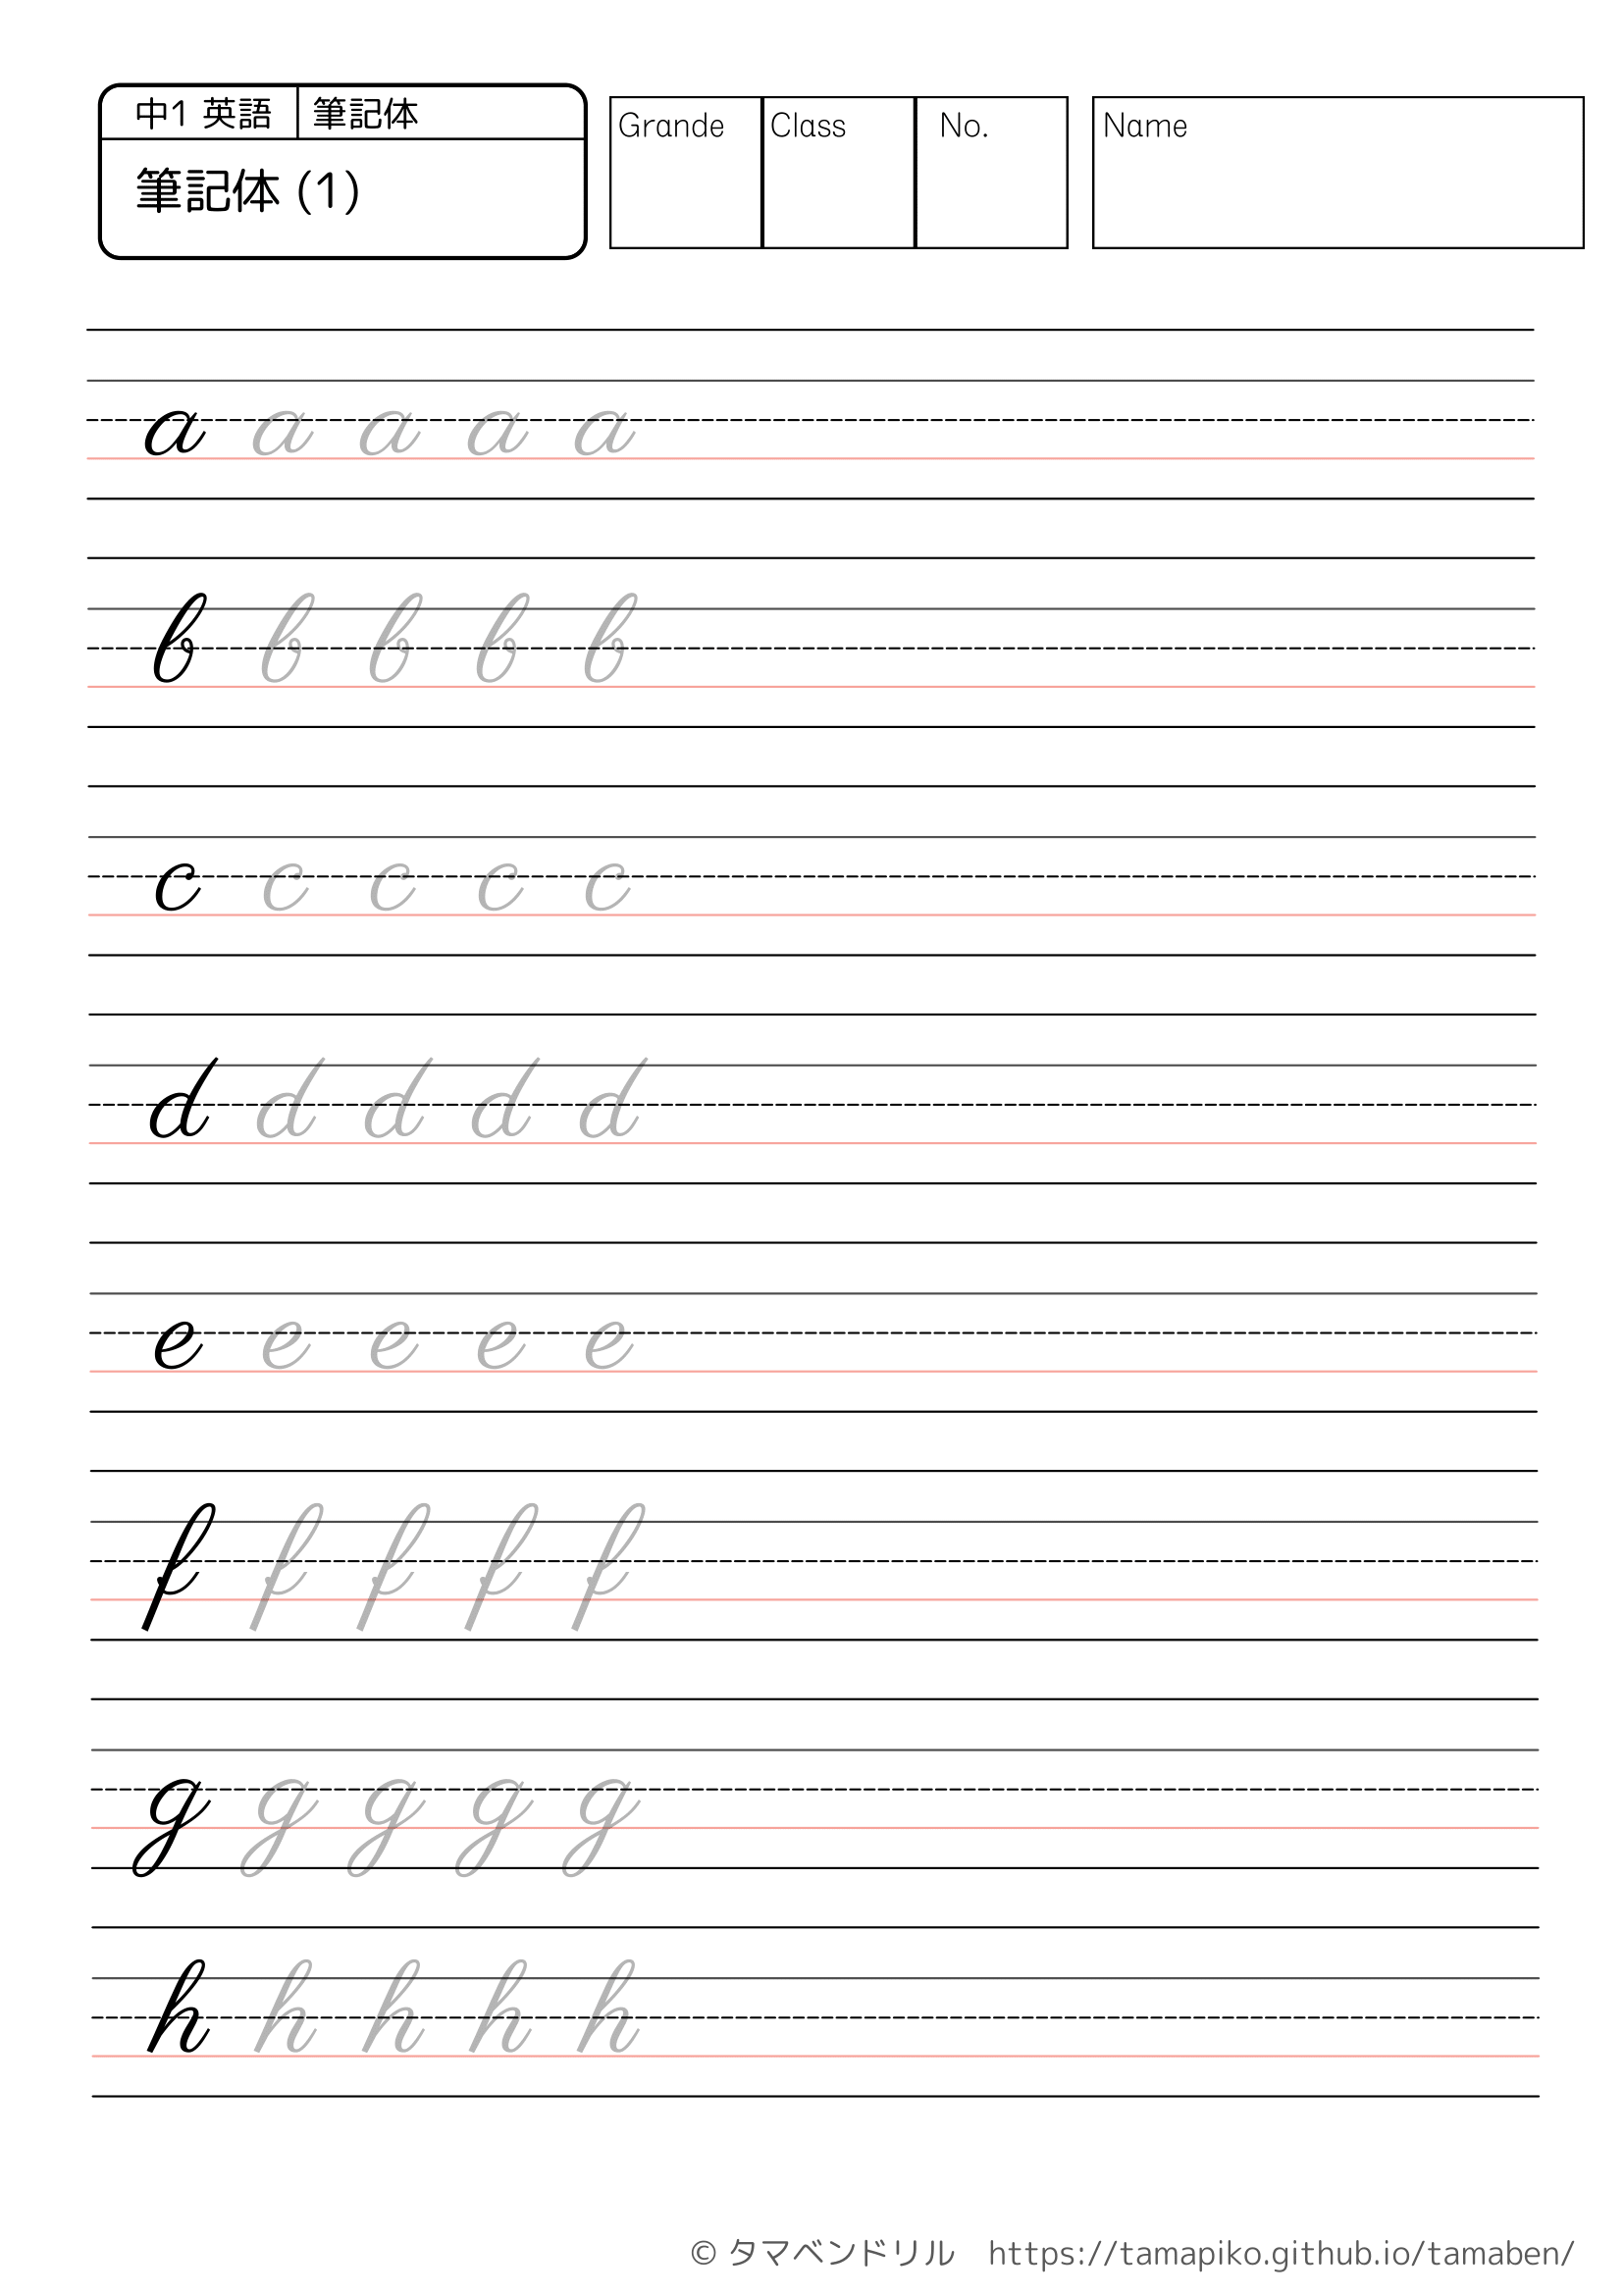 中1 英語 筆記体
筆記体 (1)
Grande Class No. Name
a a a a a
b b b b b
c c c c c
d d d d d
e e e e e
f f f f f
g g g g g
h h h h h
© タマベンドリル https://tamapiko.github.io/tamaben/